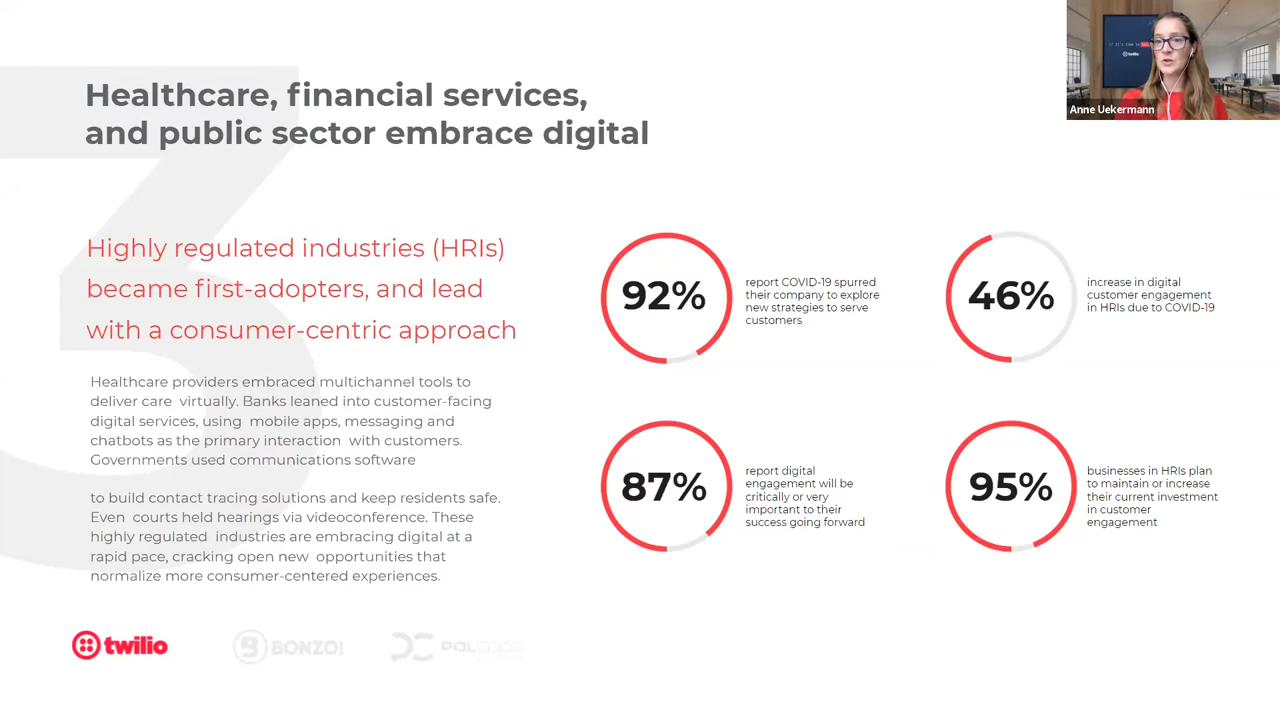 Healthcare, financial services,
and public sector embrace digital
Highly regulated industries (HRIs)
became first-adopters, and lead
with a consumer-centric approach
Healthcare providers embraced multichannel tools to
deliver care virtually. Banks leaned into customer-facing
digital services, using mobile apps, messaging and
chatbots as the primary interaction with customers.
Governments used communications software
to build contact tracing solutions and keep residents safe.
Even courts held hearings via videoconference. These
highly regulated industries are embracing digital at a
rapid pace, cracking open new opportunities that
normalize more consumer-centered experiences.
92%
report COVID-19 spurred
their company to explore
new strategies to serve
customers
46%
increase in digital
customer engagement
in HRIs due to COVID-19
87%
report digital
engagement will be
critically or very
important to their
success going forward
95%
businesses in HRIs plan
to maintain or increase
their current investment
in customer
engagement
3
twilio
BONZO!
Anne Uekermann
twilio